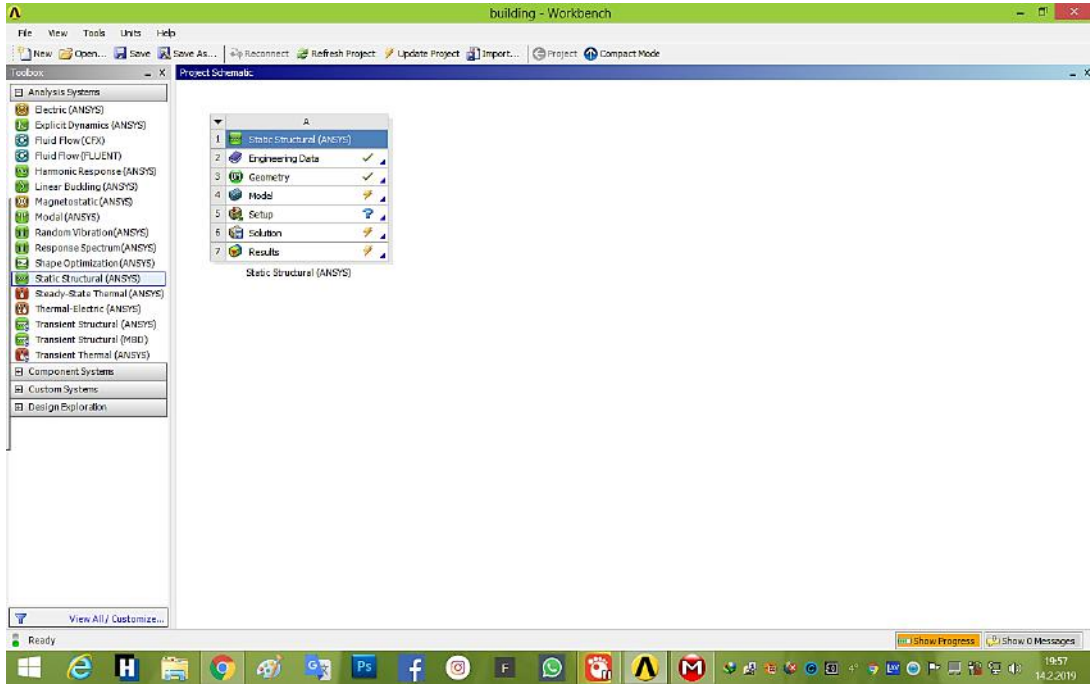 building - Workbench
File View Tools Units Help
New Open... Save Save As... Reconnect Refresh Project Update Project Import... Project Compact Mode
Toolbox
Project Schematic
Analysis Systems
Electric (ANSYS)
Explicit Dynamics (ANSYS)
Fluid Flow (CFX)
Fluid Flow (FLUENT)
Harmonic Response (ANSYS)
Linear Buckling (ANSYS)
Magnetostatic (ANSYS)
Modal (ANSYS)
Random Vibration (ANSYS)
Response Spectrum (ANSYS)
Shape Optimization (ANSYS)
Static Structural (ANSYS)
Steady-State Thermal (ANSYS)
Thermal-Electric (ANSYS)
Transient Structural (ANSYS)
Transient Structural (MBD)
Transient Thermal (ANSYS)
Component Systems
Custom Systems
Design Exploration
View All / Customize...
A
1 Static Structural (ANSYS)
2 Engineering Data
3 Geometry
4 Model
5 Setup
6 Solution
7 Results
Static Structural (ANSYS)
Ready
Show Progress Show 0 Messages
H Ps f F M
19:57
14.2.2019